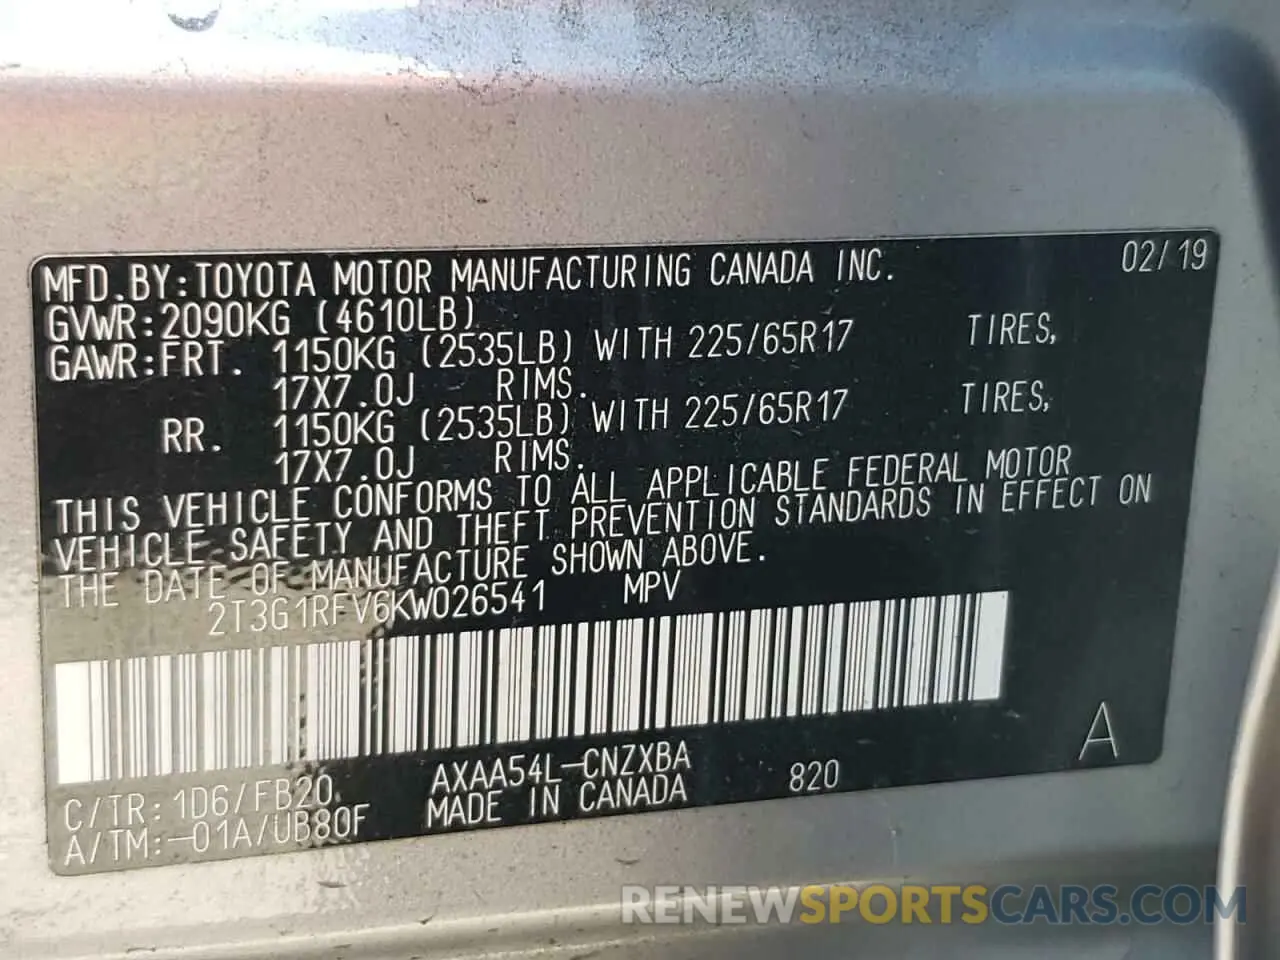 02/19
MFD.BY:TOYOTA MOTOR MANUFACTURING CANADA INC.
GVWR:2090KG (4610LB)
GAWR:FRT. 1150KG (2535LB) WITH 225/65R17 TIRES,
17X7.0J RIMS.
RR. 1150KG (2535LB) WITH 225/65R17 TIRES,
17X7.0J RIMS.
THIS VEHICLE CONFORMS TO ALL APPLICABLE FEDERAL MOTOR
VEHICLE SAFETY AND THEFT PREVENTION STANDARDS IN EFFECT ON
THE DATE OF MANUFACTURE SHOWN ABOVE.
2T3G1RFV6KW026541 MPV
A
C/TR:1D6/FB20 AXAA54L-CNZXBA
A/TM:-01A/UB80F MADE IN CANADA 820
RENEWSPORTSCARS.COM